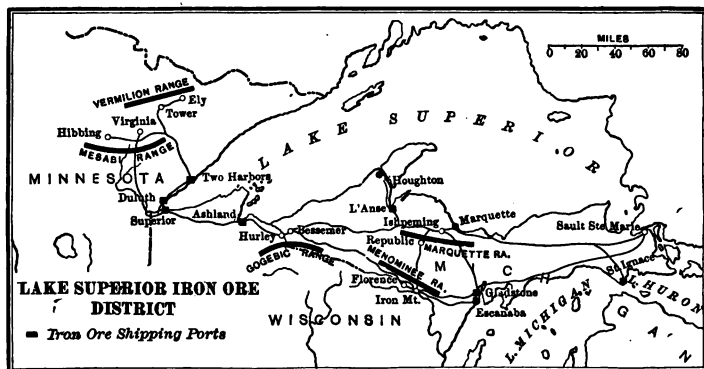 MILES
0 20 40 60 80
VERMILION RANGE
Ely
Tower
Virginia
Hibbing
MESABI RANGE
MINNESOTA
LAKE SUPERIOR
Two Harbors
Duluth
Superior
Ashland
Houghton
L'Anse
Marquette
Ishpeming
Sault Ste. Marie
Hurley
Bessemer
Republic
MARQUETTE RA.
GOGEBIC RANGE
MENOMINEE RA.
M
C
St. Ignace
HURON
Florence
Iron Mt.
Gladstone
Escanaba
WISCONSIN
L. MICHIGAN
G A N
LAKE SUPERIOR IRON ORE
DISTRICT
Iron Ore Shipping Ports